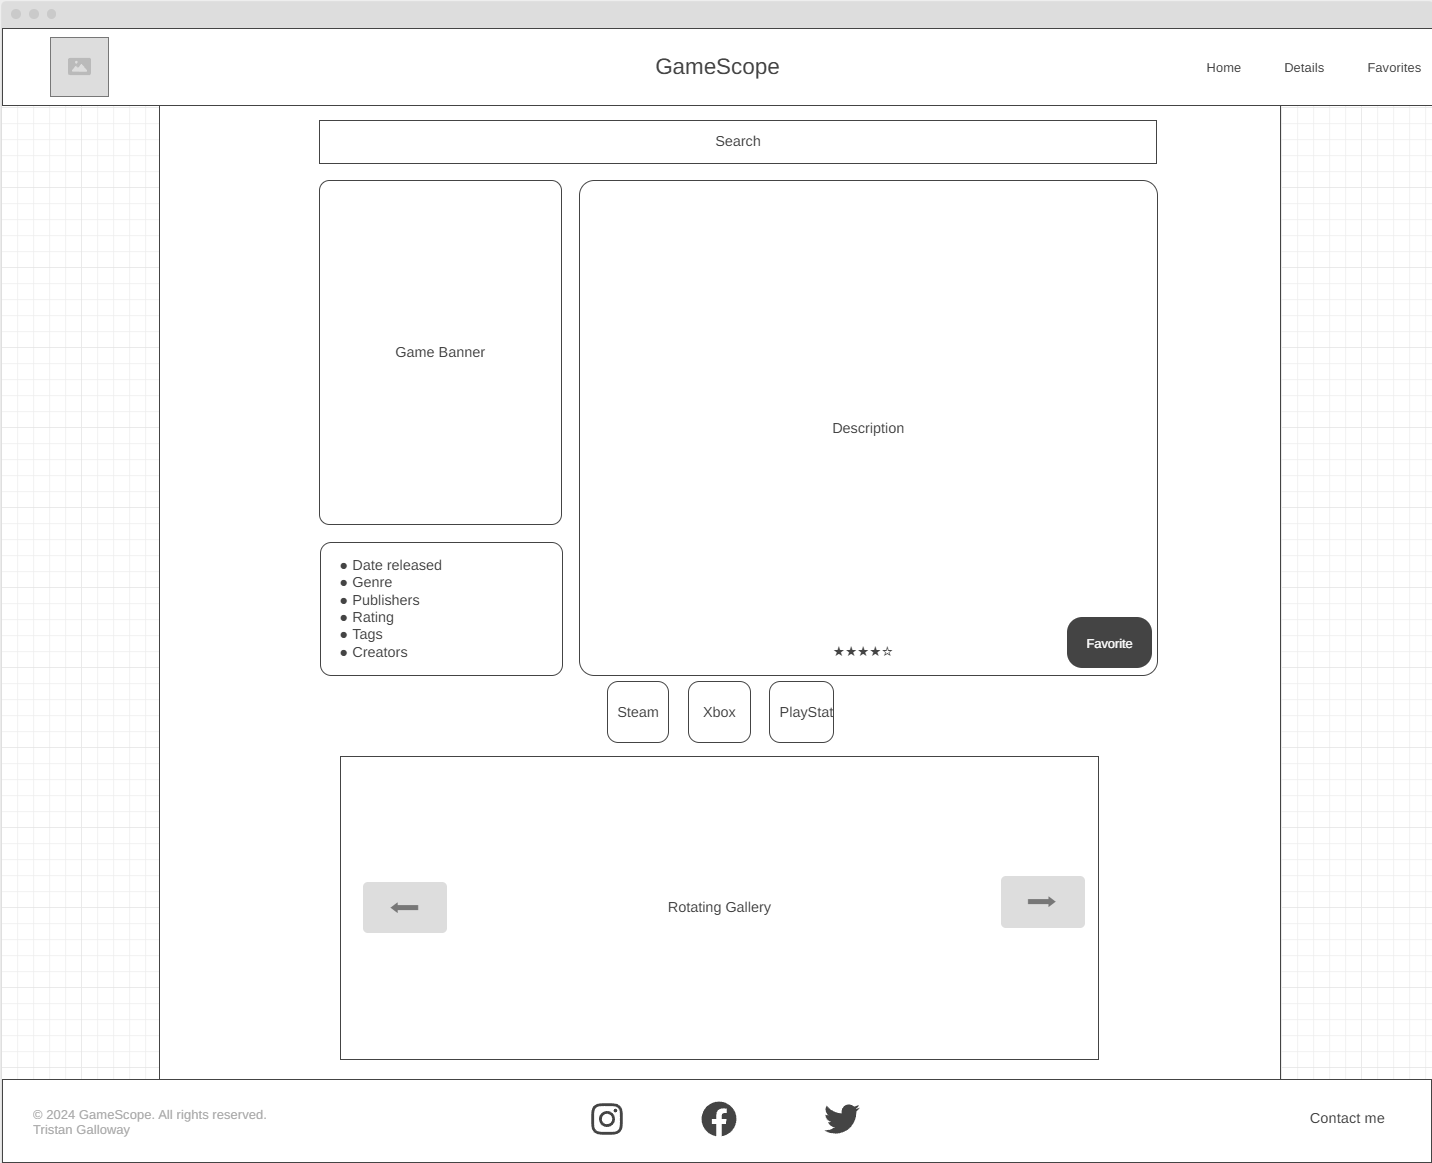 GameScope
Home
Details
Favorites
Search
Game Banner
Description
● Date released
● Genre
● Publishers
● Rating
● Tags
● Creators
★★★★☆
Favorite
Steam
Xbox
PlayStat
Rotating Gallery
© 2024 GameScope. All rights reserved.
Tristan Galloway
Contact me